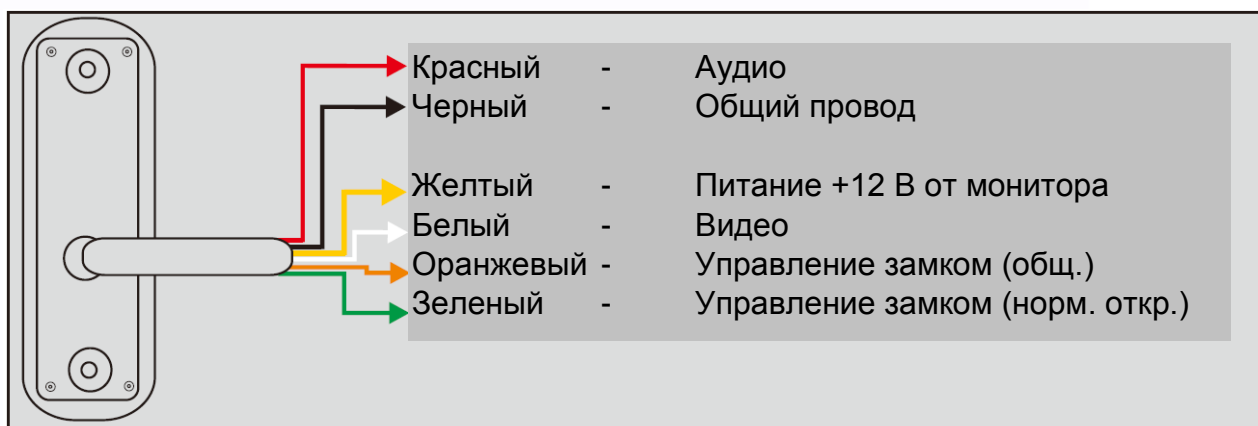 Красный - Аудио
Черный - Общий провод
Желтый - Питание +12 В от монитора
Белый - Видео
Оранжевый - Управление замком (общ.)
Зеленый - Управление замком (норм. откр.)